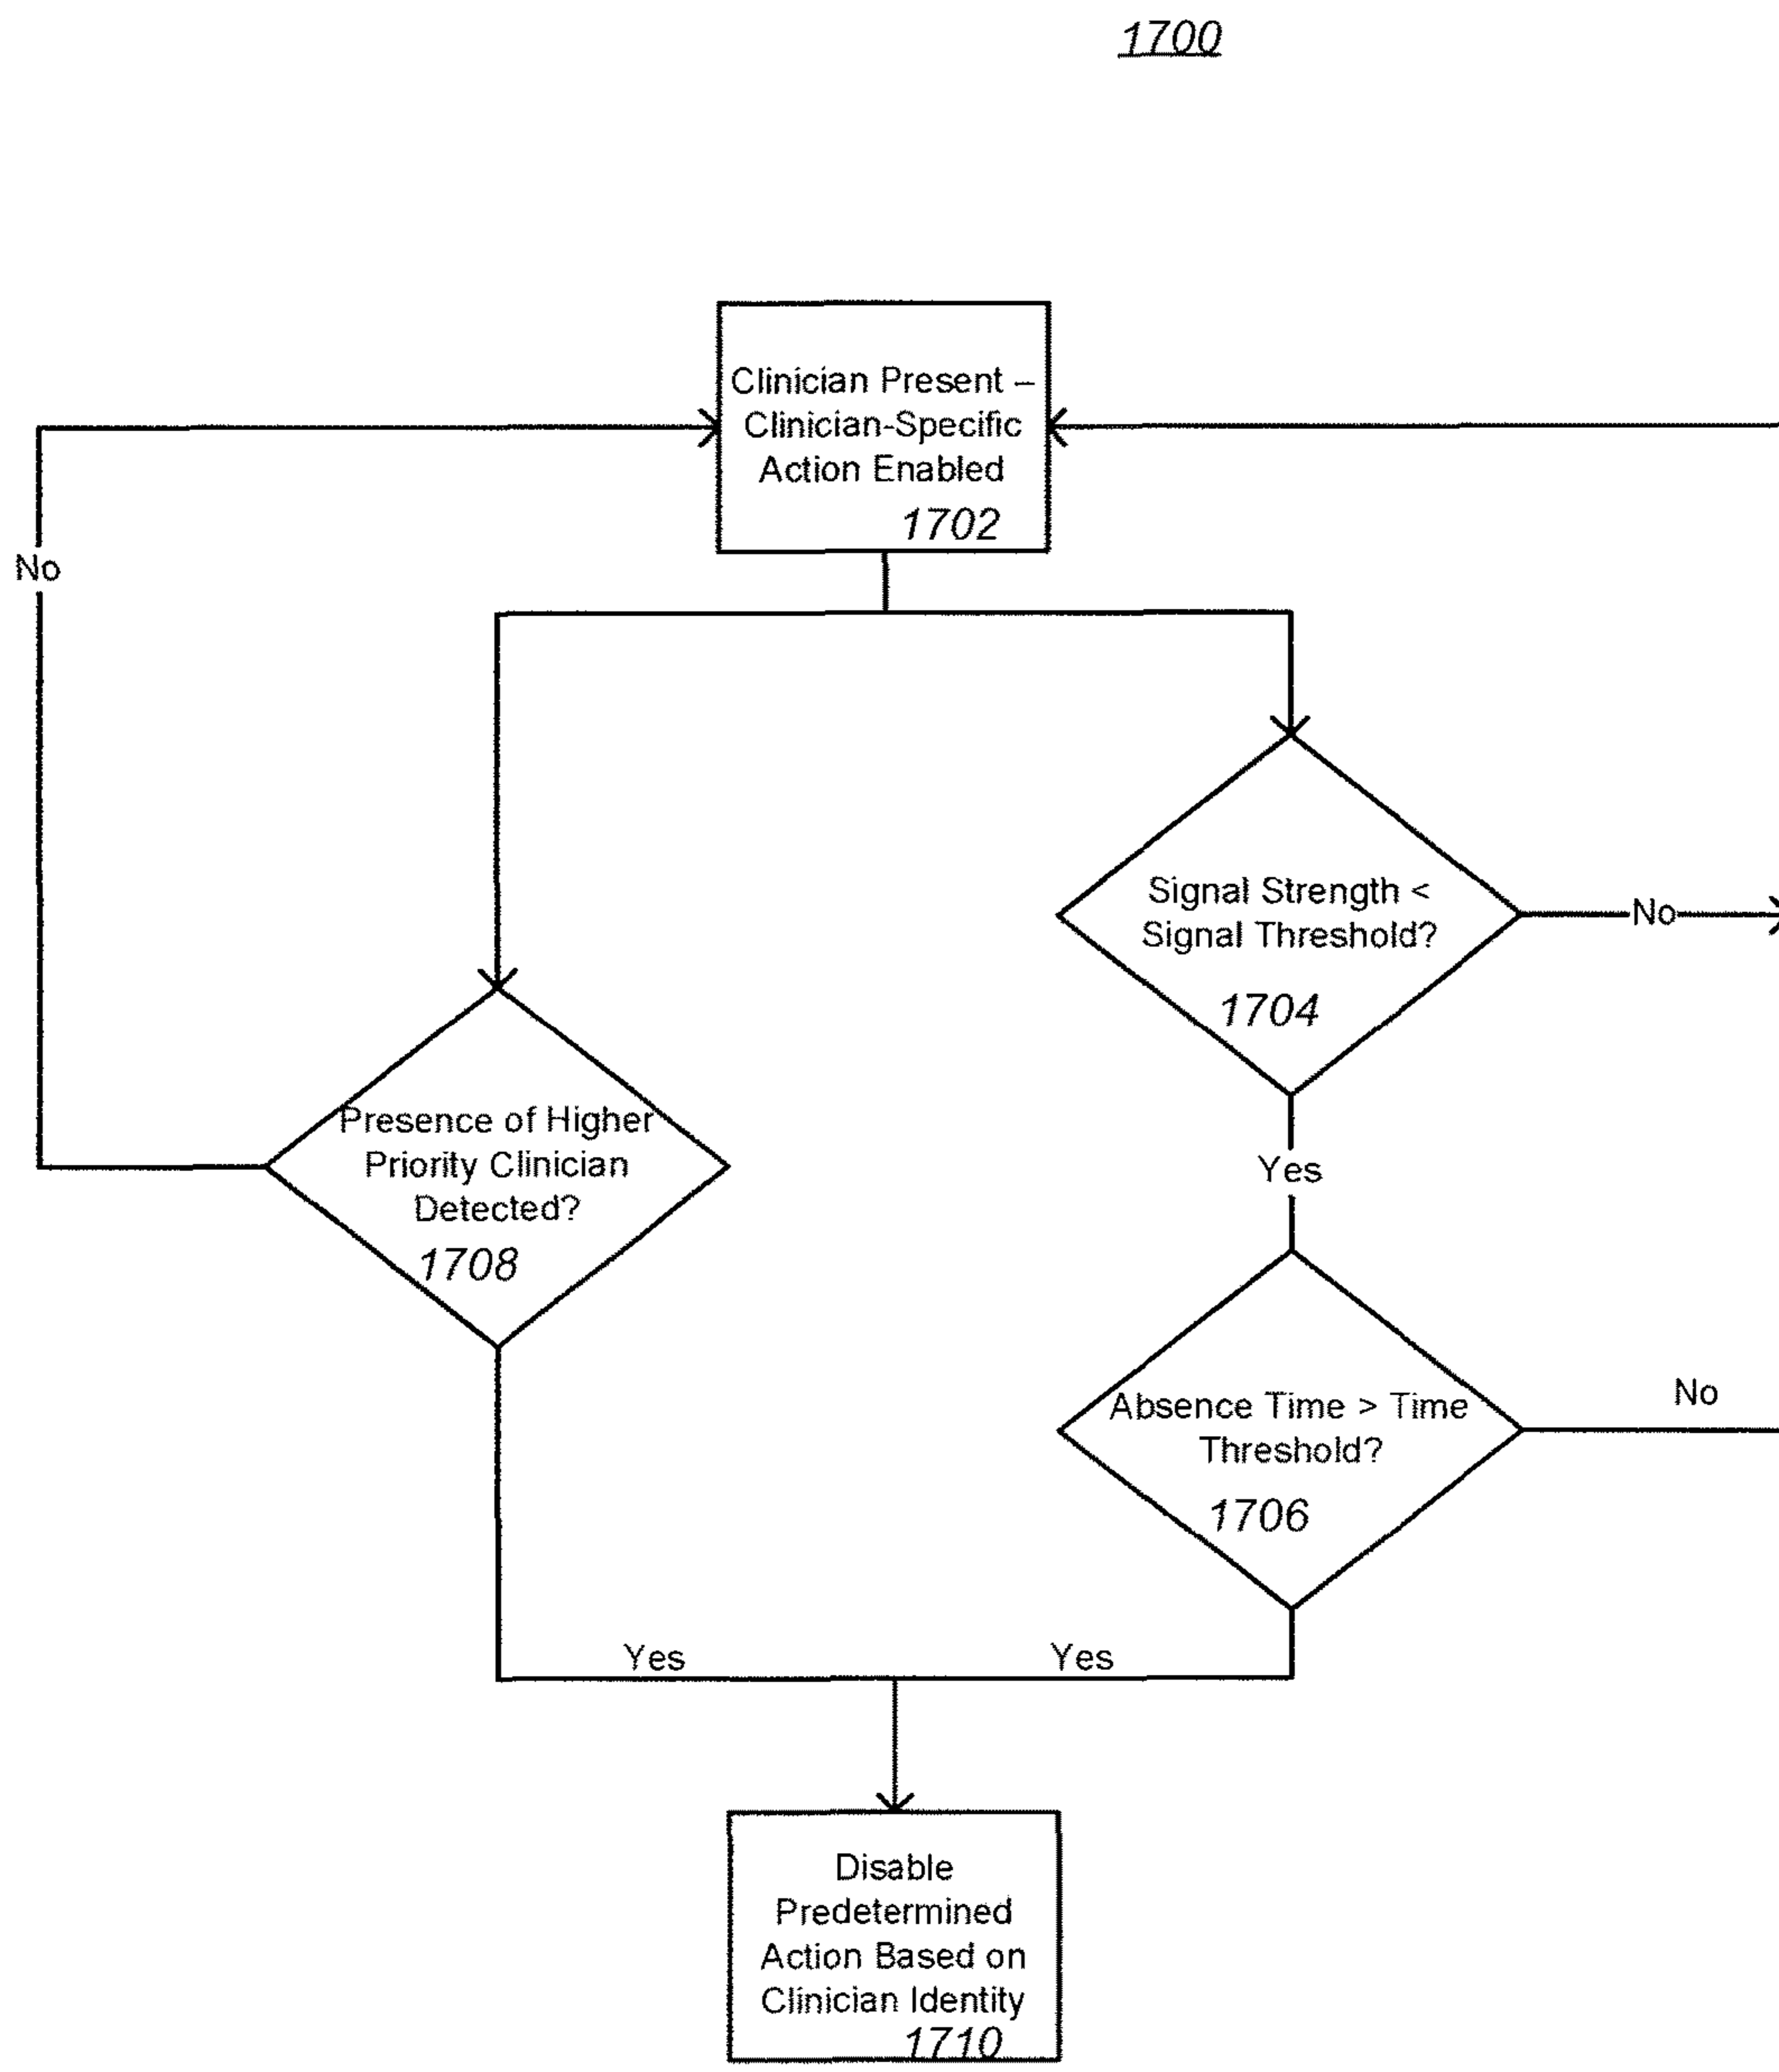 1700
Clinician Present –
Clinician-Specific
Action Enabled
1702
No
Signal Strength <
Signal Threshold?
1704
No
Yes
Presence of Higher
Priority Clinician
Detected?
1708
Absence Time > Time
Threshold?
1706
No
Yes
Yes
Disable
Predetermined
Action Based on
Clinician Identity
1710